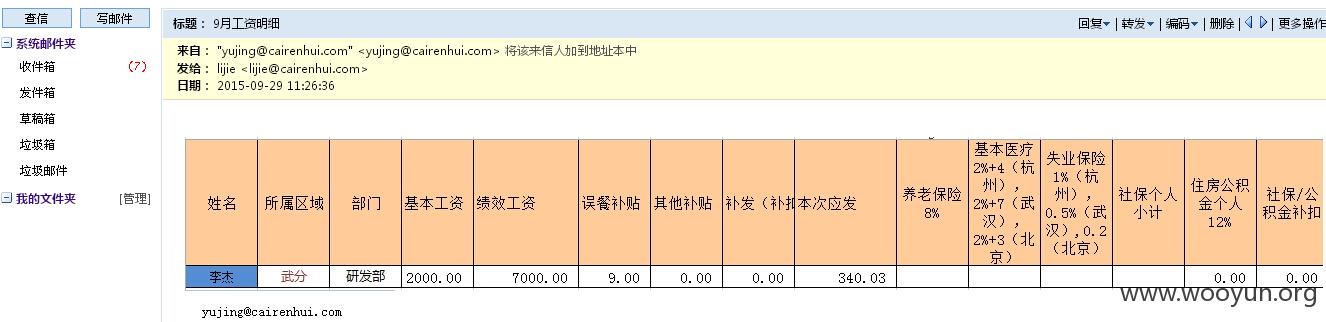 查信 写邮件
系统邮件夹
收件箱 (7)
发件箱
草稿箱
垃圾箱
垃圾邮件
我的文件夹 [管理]
标题： 9月工资明细 回复 转发 编码 删除 更多操作
来自： "yujing@cairenhui.com" <yujing@cairenhui.com> 将该来信人加到地址本中
发给： lijie <lijie@cairenhui.com>
日期： 2015-09-29 11:26:36
姓名 所属区域 部门 基本工资 绩效工资 误餐补贴 其他补贴 补发（补扣 本次应发
养老保险
8%
基本医疗
2%+4（杭
州），
2%+7（武
汉），
2%+3（北
京）
失业保险
1%（杭
州），
0.5%（武
汉）,0.2
（北京）
社保个人
小计
住房公积
金个人
12%
社保/公
积金补扣
李杰 武分 研发部 2000.00 7000.00 9.00 0.00 0.00 340.03 0.00 0.00
yujing@cairenhui.com
www.wooyun.org